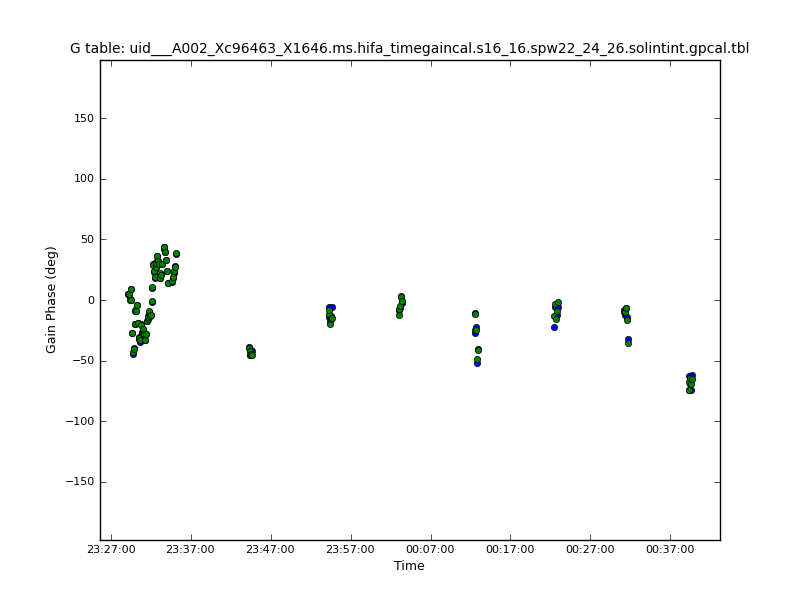 G table: uid___A002_Xc96463_X1646.ms.hifa_timegaincal.s16_16.spw22_24_26.solintint.gpcal.tbl
150
100
50
0
−50
−100
−150
Gain Phase (deg)
23:27:00 23:37:00 23:47:00 23:57:00 00:07:00 00:17:00 00:27:00 00:37:00
Time